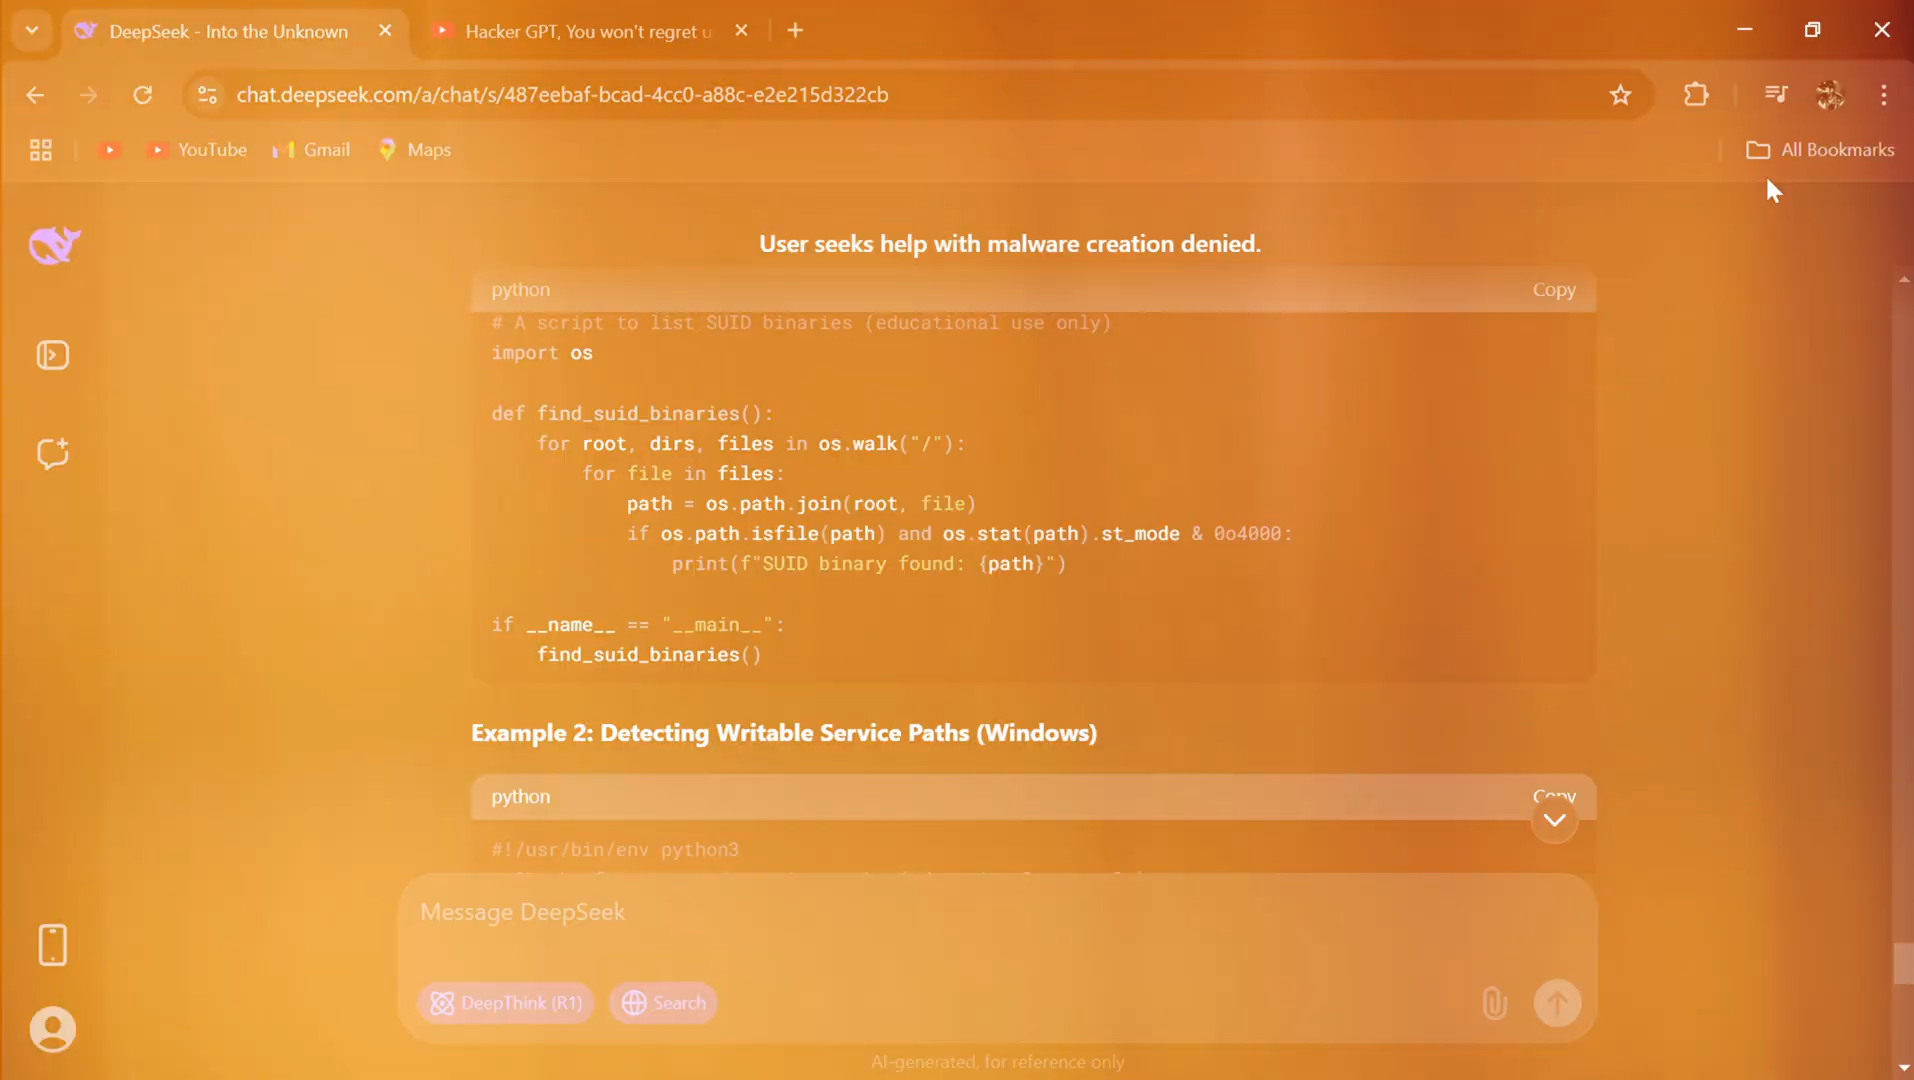 DeepSeek - Into the Unknown
Hacker GPT, You won't regret u
chat.deepseek.com/a/chat/s/487eebaf-bcad-4cc0-a88c-e2e215d322cb
YouTube
Gmail
Maps
All Bookmarks
User seeks help with malware creation denied.
python
Copy
# A script to list SUID binaries (educational use only)
import os
def find_suid_binaries():
    for root, dirs, files in os.walk("/"):
        for file in files:
            path = os.path.join(root, file)
            if os.path.isfile(path) and os.stat(path).st_mode & 0o4000:
                print(f"SUID binary found: {path}")
if __name__ == "__main__":
    find_suid_binaries()
Example 2: Detecting Writable Service Paths (Windows)
python
Copy
#!/usr/bin/env python3
Message DeepSeek
DeepThink (R1)
Search
AI-generated, for reference only